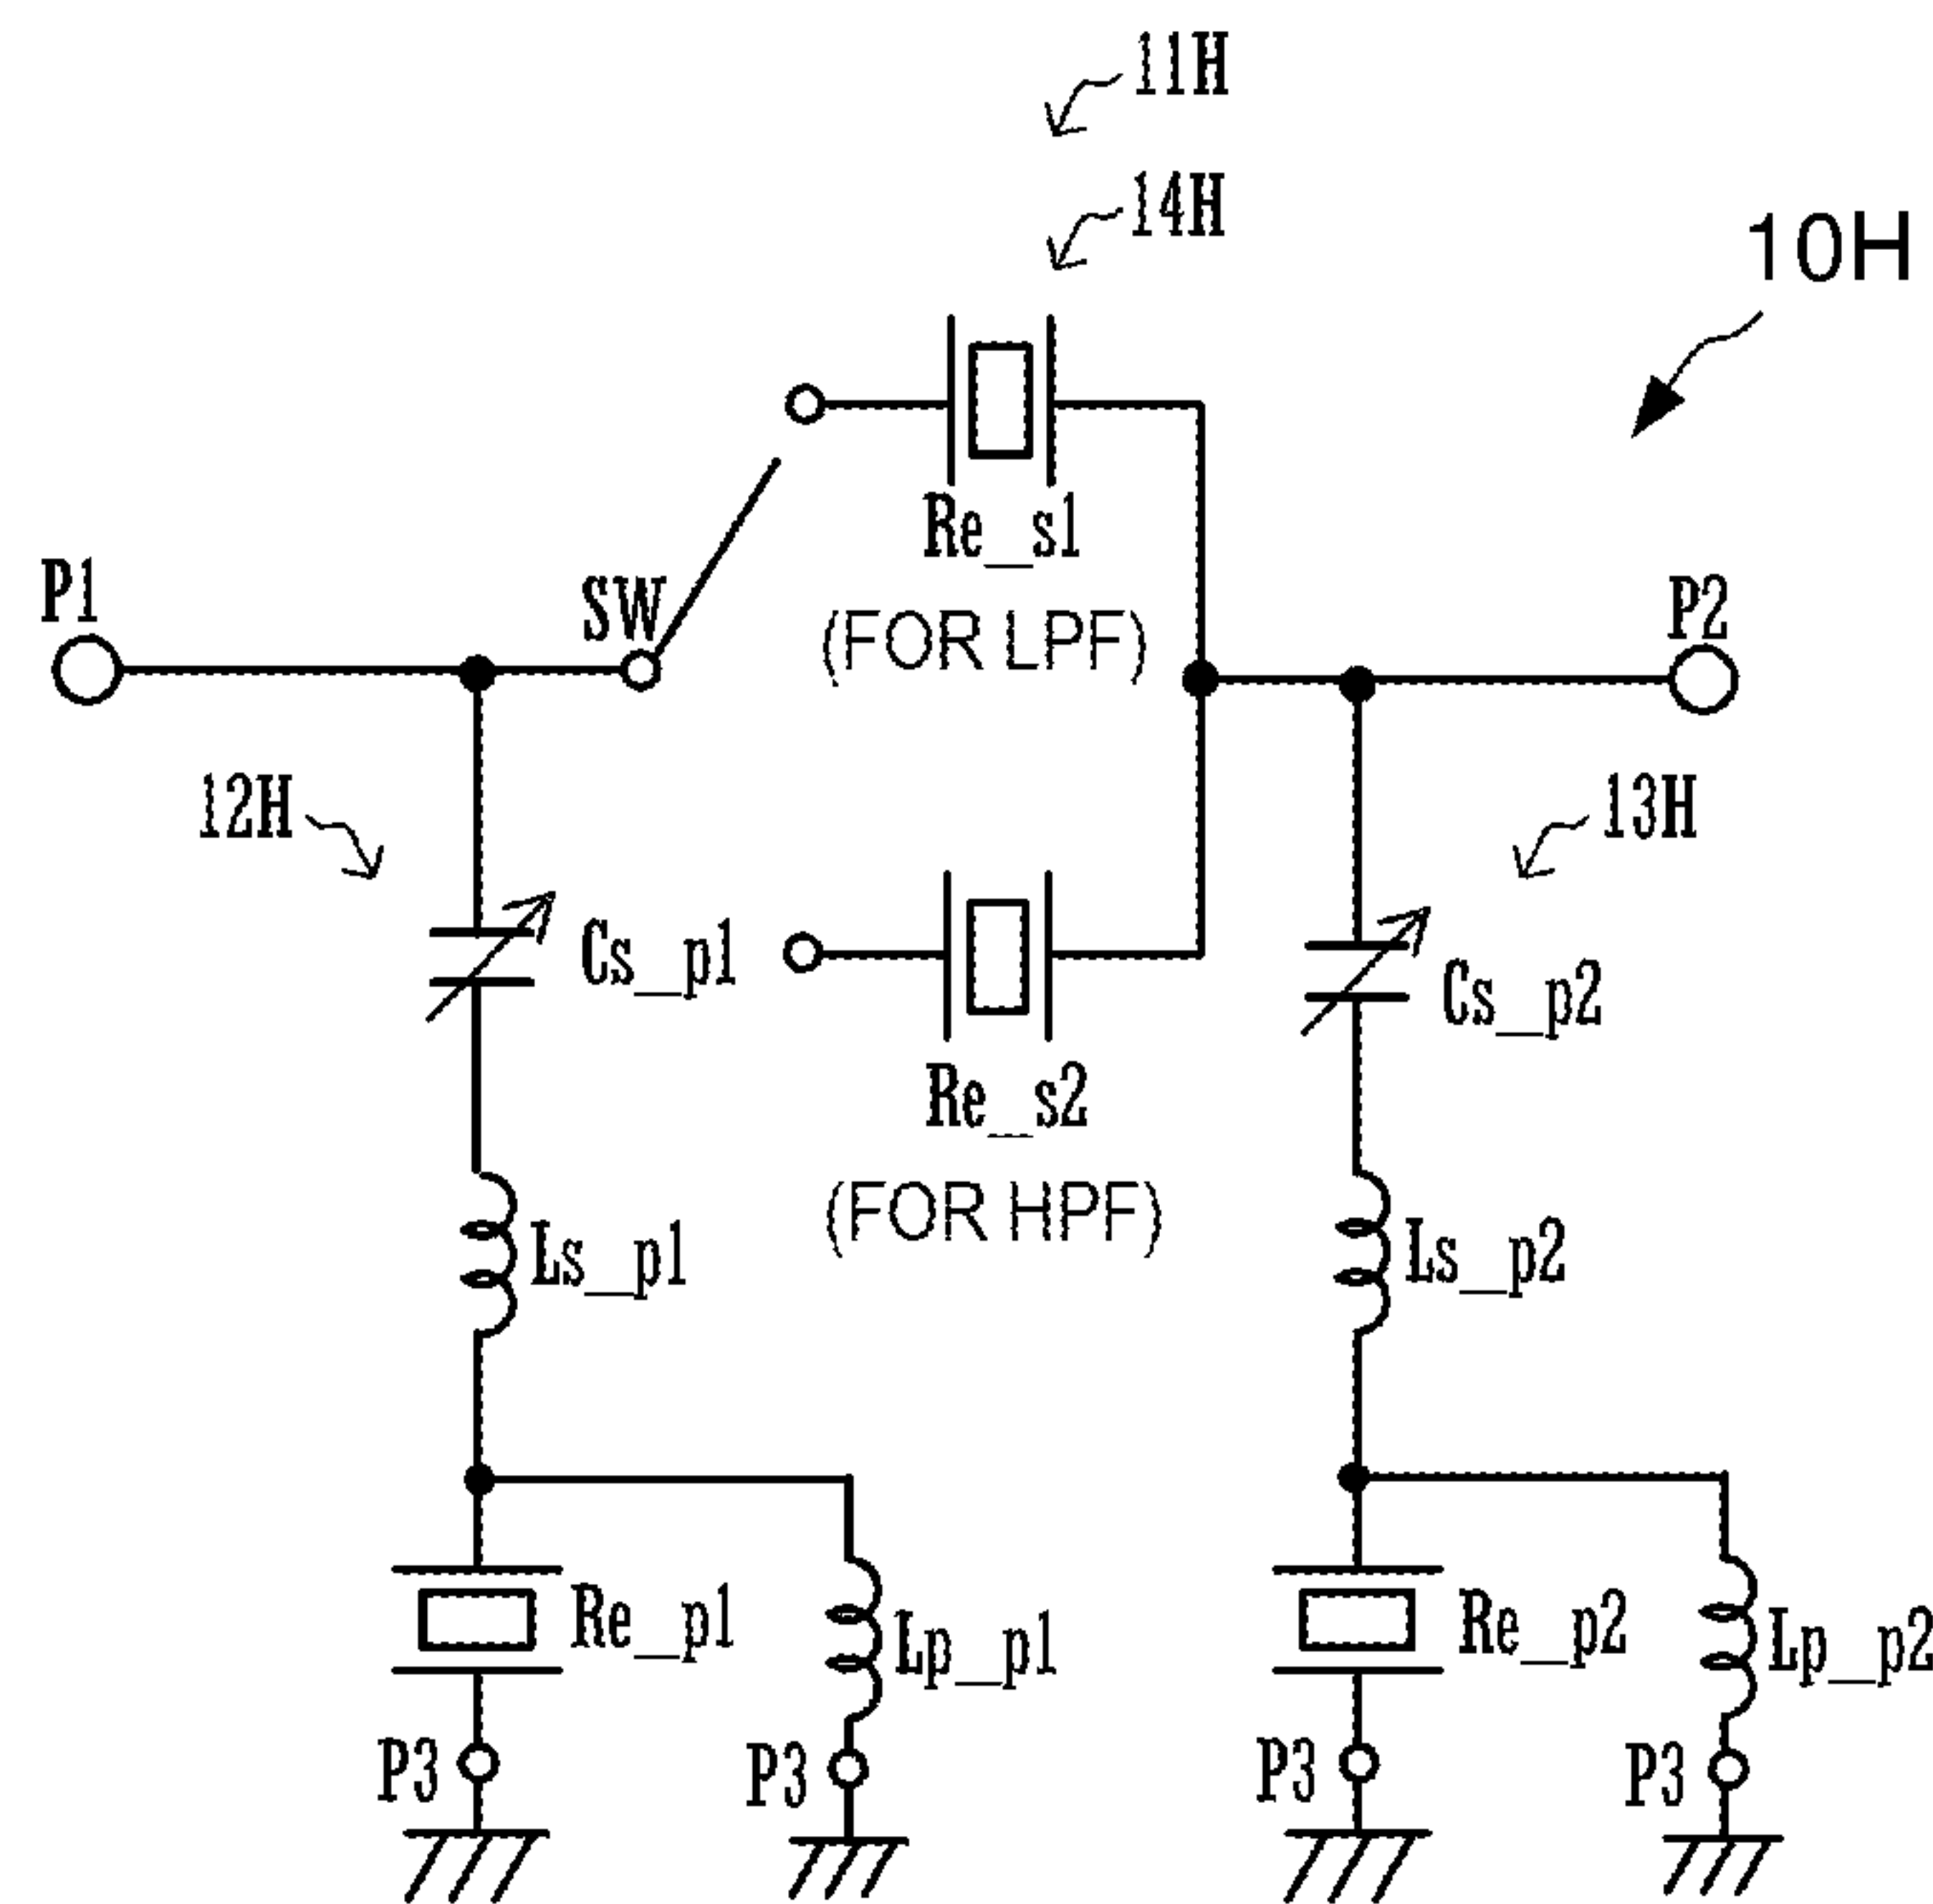 11H
14H
10H
Re_s1
P1
SW
(FOR LPF)
P2
12H
13H
Cs_p1
Cs_p2
Re_s2
(FOR HPF)
Ls_p1
Ls_p2
Re_p1
Lp_p1
Re_p2
Lp_p2
P3
P3
P3
P3